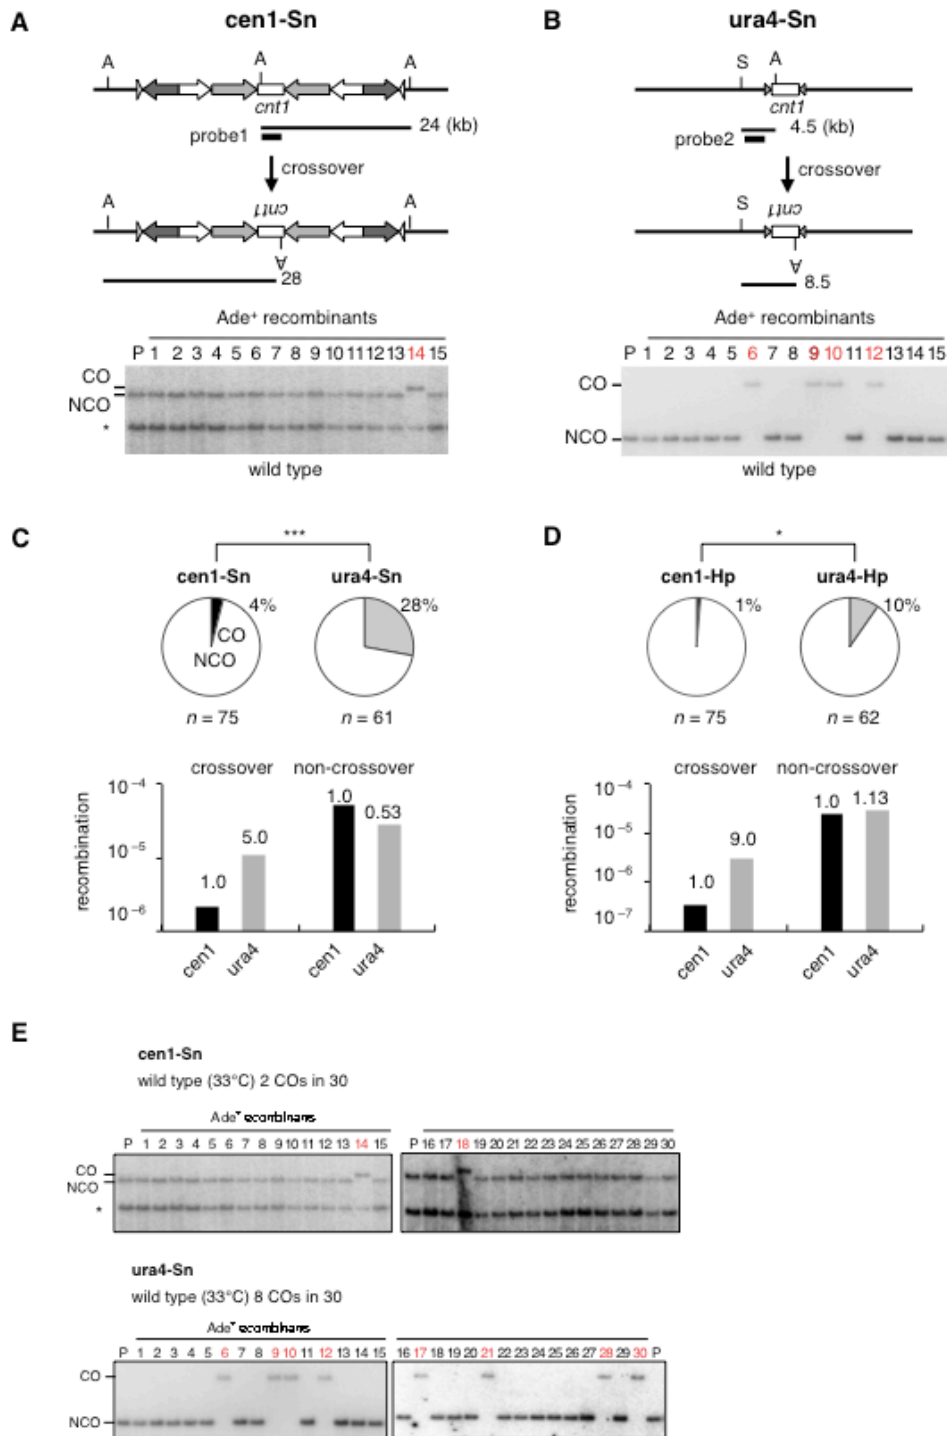 A
cen1-Sn
A
A
A
cnt1
24 (kb)
probe1
crossover
A
cnt1
A
A
28
Ade+ recombinants
P 1 2 3 4 5 6 7 8 9 10 11 12 13 14 15
CO
NCO
*
wild type
B
ura4-Sn
S
A
cnt1
4.5 (kb)
probe2
crossover
S
cnt1
A
8.5
Ade+ recombinants
P 1 2 3 4 5 6 7 8 9 10 11 12 13 14 15
CO
NCO
wild type
C
***
cen1-Sn
ura4-Sn
4%
28%
CO
NCO
n = 75
n = 61
crossover
non-crossover
recombination
10−4
10−5
10−6
1.0
5.0
1.0
0.53
cen1
ura4
cen1
ura4
D
*
cen1-Hp
ura4-Hp
1%
10%
n = 75
n = 62
crossover
non-crossover
recombination
10−4
10−5
10−6
10−7
1.0
9.0
1.0
1.13
cen1
ura4
cen1
ura4
E
cen1-Sn
wild type (33°C) 2 COs in 30
Ade+ recombinans
P 1 2 3 4 5 6 7 8 9 10 11 12 13 14 15
P 16 17 18 19 20 21 22 23 24 25 26 27 28 29 30
CO
NCO
*
ura4-Sn
wild type (33°C) 8 COs in 30
Ade+ recombinans
P 1 2 3 4 5 6 7 8 9 10 11 12 13 14 15
16 17 18 19 20 21 22 23 24 25 26 27 28 29 30 P
CO
NCO